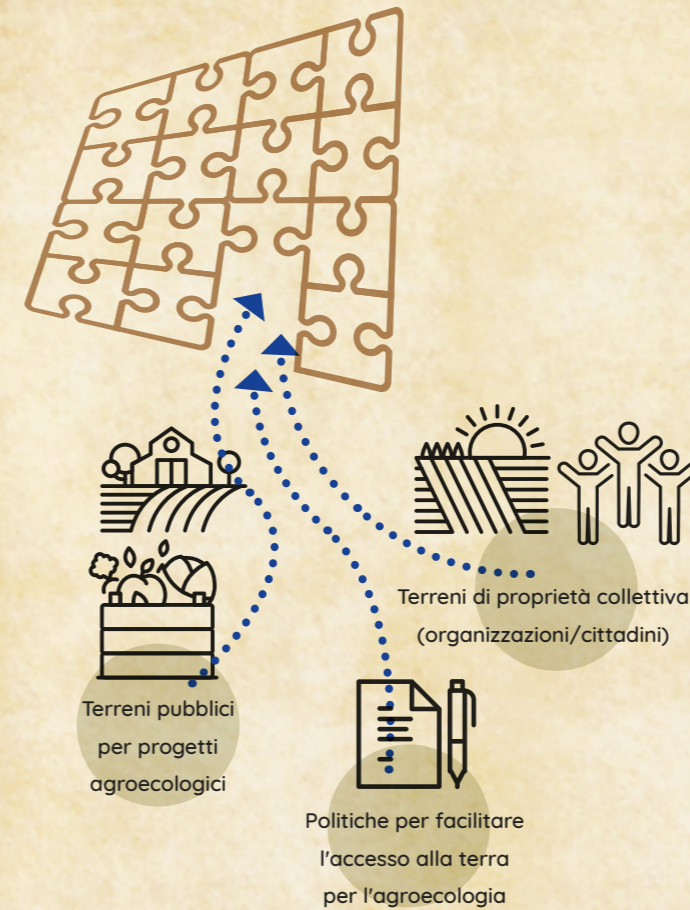 Terreni di proprietà collettiva
(organizzazioni/cittadini)
Terreni pubblici
per progetti
agroecologici
Politiche per facilitare
l'accesso alla terra
per l'agroecologia